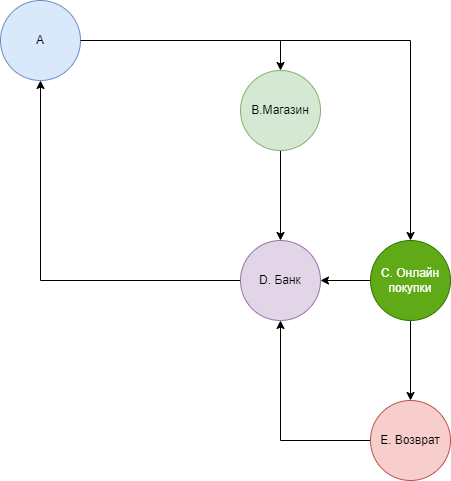 A
B.Магазин
D. Банк
C. Онлайн
покупки
E. Возврат